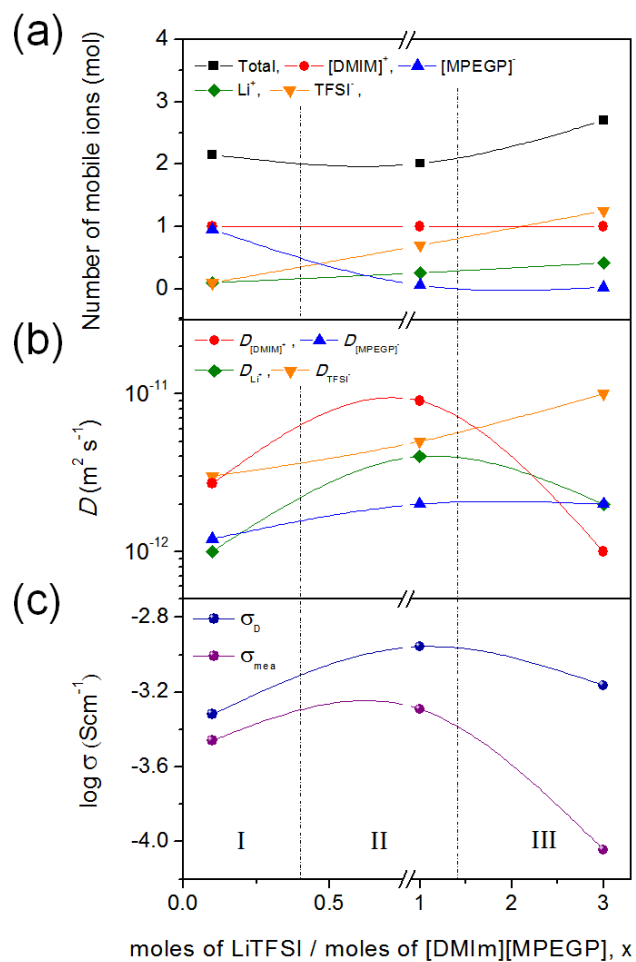 (a)
Number of mobile ions (mol)
4
3
2
1
0
Total, [DMIM]⁺, [MPEGP]⁻
Li⁺, TFSI⁻,
(b)
D (m² s⁻¹)
10⁻¹¹
10⁻¹²
D[DMIM]⁺ , D[MPEGP]⁻
DLi⁺, DTFSI⁻
(c)
log σ (Scm⁻¹)
-2.8
-3.2
-3.6
-4.0
σD
σmea
I II III
0.0 0.5 1 2 3
moles of LiTFSI / moles of [DMIm][MPEGP], x